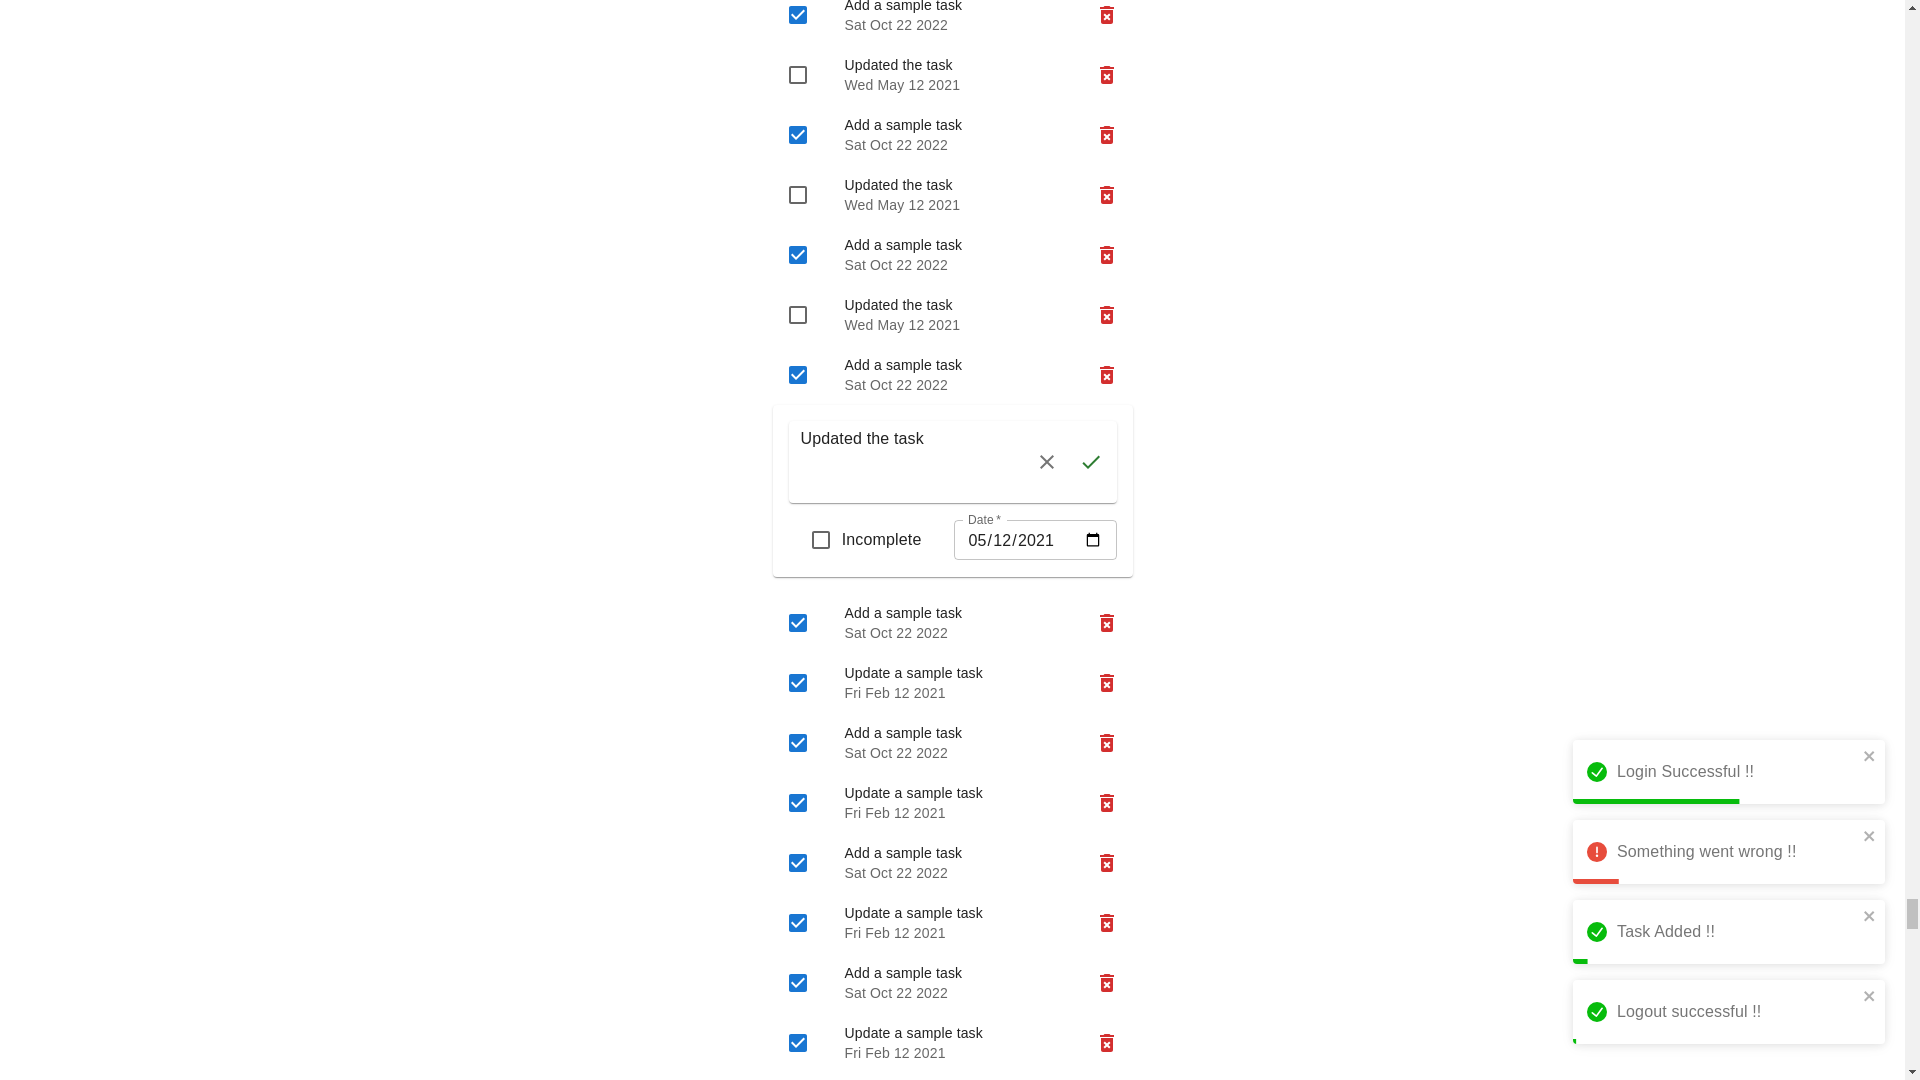 Add a sample task
Sat Oct 22 2022
Updated the task
Wed May 12 2021
Add a sample task
Sat Oct 22 2022
Updated the task
Wed May 12 2021
Add a sample task
Sat Oct 22 2022
Updated the task
Wed May 12 2021
Add a sample task
Sat Oct 22 2022
Updated the task
Incomplete
Date *
05/12/2021
Add a sample task
Sat Oct 22 2022
Update a sample task
Fri Feb 12 2021
Add a sample task
Sat Oct 22 2022
Update a sample task
Fri Feb 12 2021
Add a sample task
Sat Oct 22 2022
Update a sample task
Fri Feb 12 2021
Add a sample task
Sat Oct 22 2022
Update a sample task
Fri Feb 12 2021
Login Successful !!
Something went wrong !!
Task Added !!
Logout successful !!